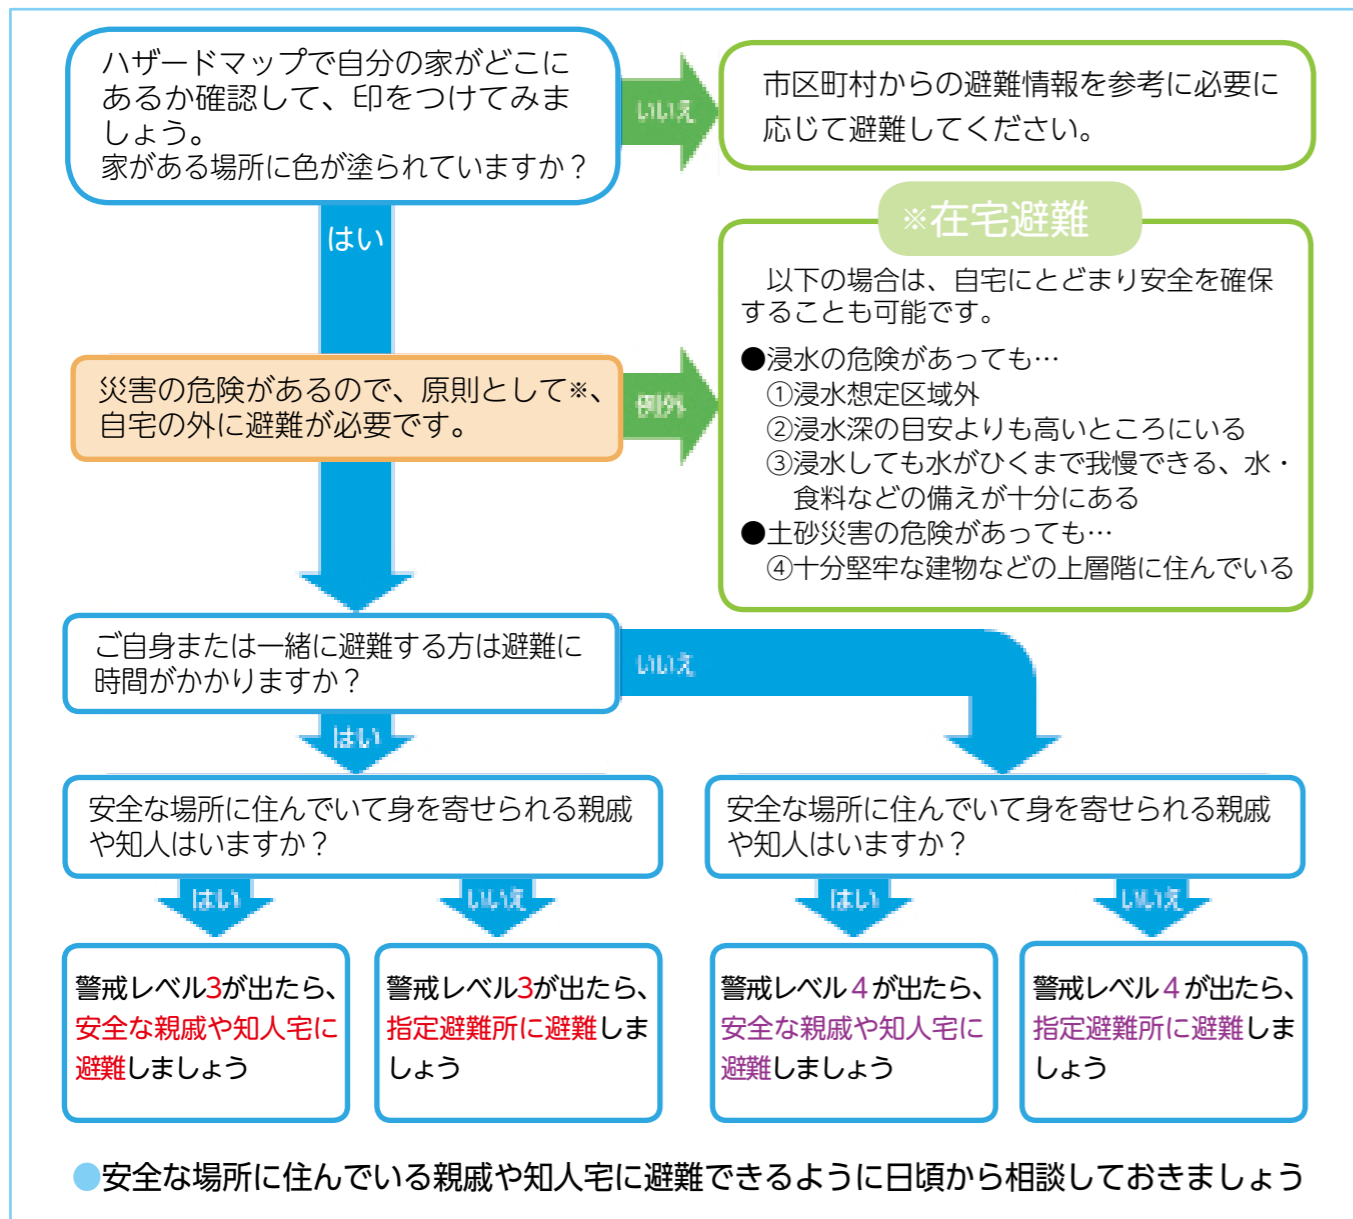 ハザードマップで自分の家がどこに
あるか確認して、印をつけてみま
しょう。
家がある場所に色が塗られていますか？
いいえ
市区町村からの避難情報を参考に必要に
応じて避難してください。
はい
※在宅避難
以下の場合は、自宅にとどまり安全を確保
することも可能です。
●浸水の危険があっても…
①浸水想定区域外
②浸水深の目安よりも高いところにいる
③浸水しても水がひくまで我慢できる、水・
食料などの備えが十分にある
●土砂災害の危険があっても…
④十分堅牢な建物などの上層階に住んでいる
災害の危険があるので、原則として※、
自宅の外に避難が必要です。
例外
ご自身または一緒に避難する方は避難に
時間がかかりますか？
いいえ
はい
安全な場所に住んでいて身を寄せられる親戚
や知人はいますか？
安全な場所に住んでいて身を寄せられる親戚
や知人はいますか？
はい
いいえ
はい
いいえ
警戒レベル3が出たら、
安全な親戚や知人宅に
避難しましょう
警戒レベル3が出たら、
指定避難所に避難しま
しょう
警戒レベル４が出たら、
安全な親戚や知人宅に
避難しましょう
警戒レベル４が出たら、
指定避難所に避難しま
しょう
●安全な場所に住んでいる親戚や知人宅に避難できるように日頃から相談しておきましょう